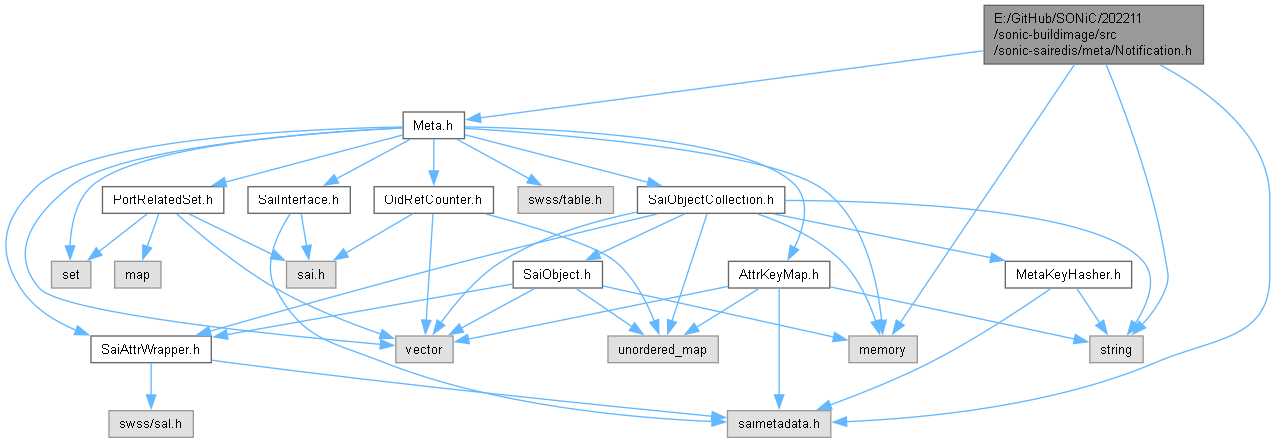 E:/GitHub/SONiC/202211
/sonic-buildimage/src
/sonic-sairedis/meta/Notification.h
Meta.h
PortRelatedSet.h
SaiInterface.h
OidRefCounter.h
swss/table.h
SaiObjectCollection.h
set
map
sai.h
SaiObject.h
AttrKeyMap.h
MetaKeyHasher.h
SaiAttrWrapper.h
vector
unordered_map
memory
string
swss/sal.h
saimetadata.h